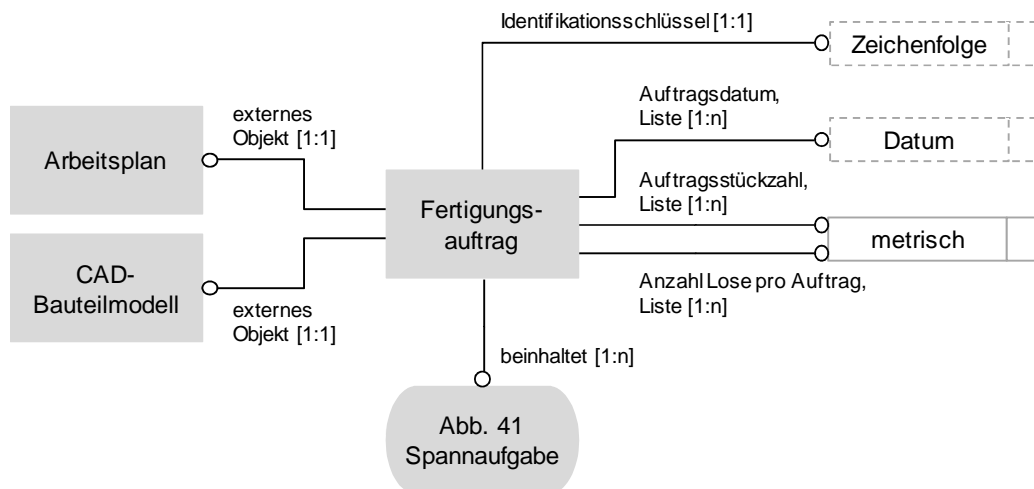 Identifikationsschlüssel [1:1]
Zeichenfolge
externes
Objekt [1:1]
Arbeitsplan
Auftragsdatum,
Liste [1:n]
Datum
Auftragsstückzahl,
Liste [1:n]
Fertigungs-
auftrag
metrisch
CAD-
Bauteilmodell
externes
Objekt [1:1]
Anzahl Lose pro Auftrag,
Liste [1:n]
beinhaltet [1:n]
Abb. 41
Spannaufgabe